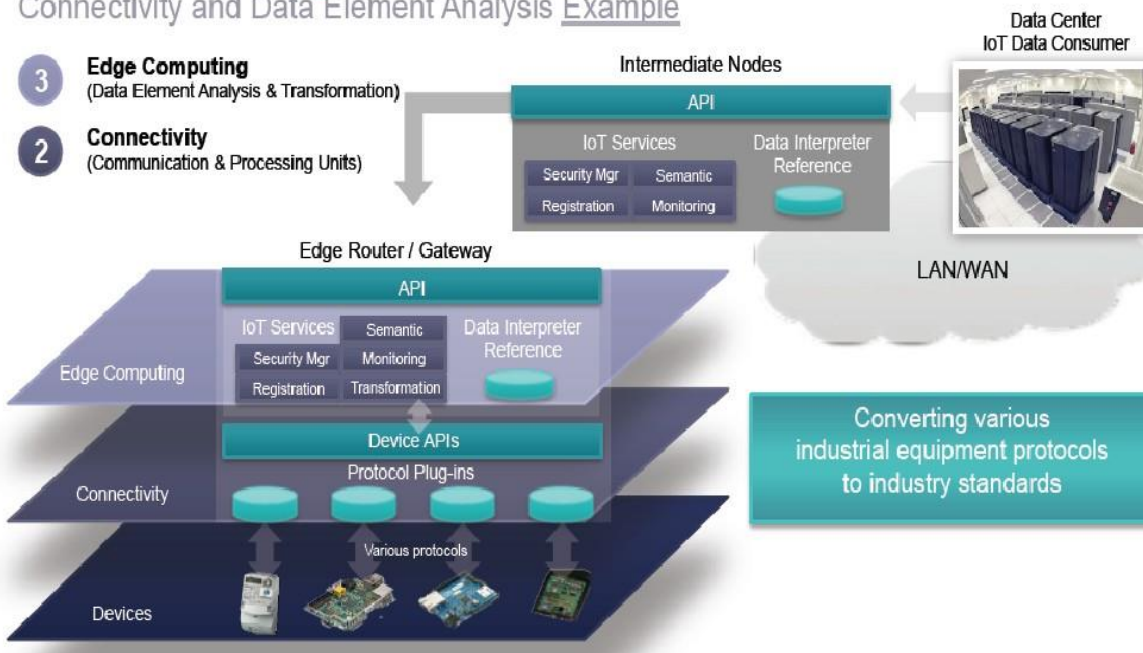 Connectivity and Data Element Analysis Example
Data Center
IoT Data Consumer
3
Edge Computing
(Data Element Analysis & Transformation)
2
Connectivity
(Communication & Processing Units)
Intermediate Nodes
API
IoT Services
Data Interpreter
Reference
Security Mgr
Semantic
Registration
Monitoring
LAN/WAN
Edge Router / Gateway
API
IoT Services
Semantic
Data Interpreter
Reference
Security Mgr
Monitoring
Registration
Transformation
Edge Computing
Device APIs
Protocol Plug-ins
Connectivity
Various protocols
Devices
Converting various
industrial equipment protocols
to industry standards